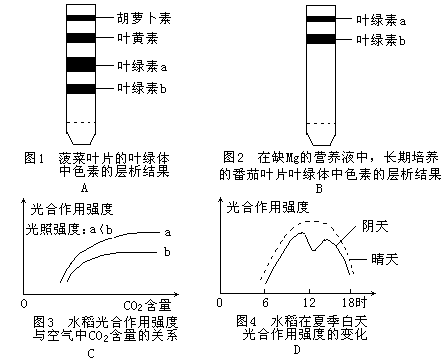 胡萝卜素
叶黄素
叶绿素a
叶绿素b
图1 菠菜叶片的叶绿体
中色素的层析结果
A
叶绿素a
叶绿素b
图2 在缺Mg的营养液中，长期培养
的番茄叶片叶绿体中色素的层析结果
B
光合作用强度
光照强度:a<b
a
b
0
CO2含量
图3 水稻光合作用强度
与空气中CO2含量的关系
C
光合作用强度
阴天
晴天
0
6
12
18时
图4 水稻在夏季白天
光合作用强度的变化
D